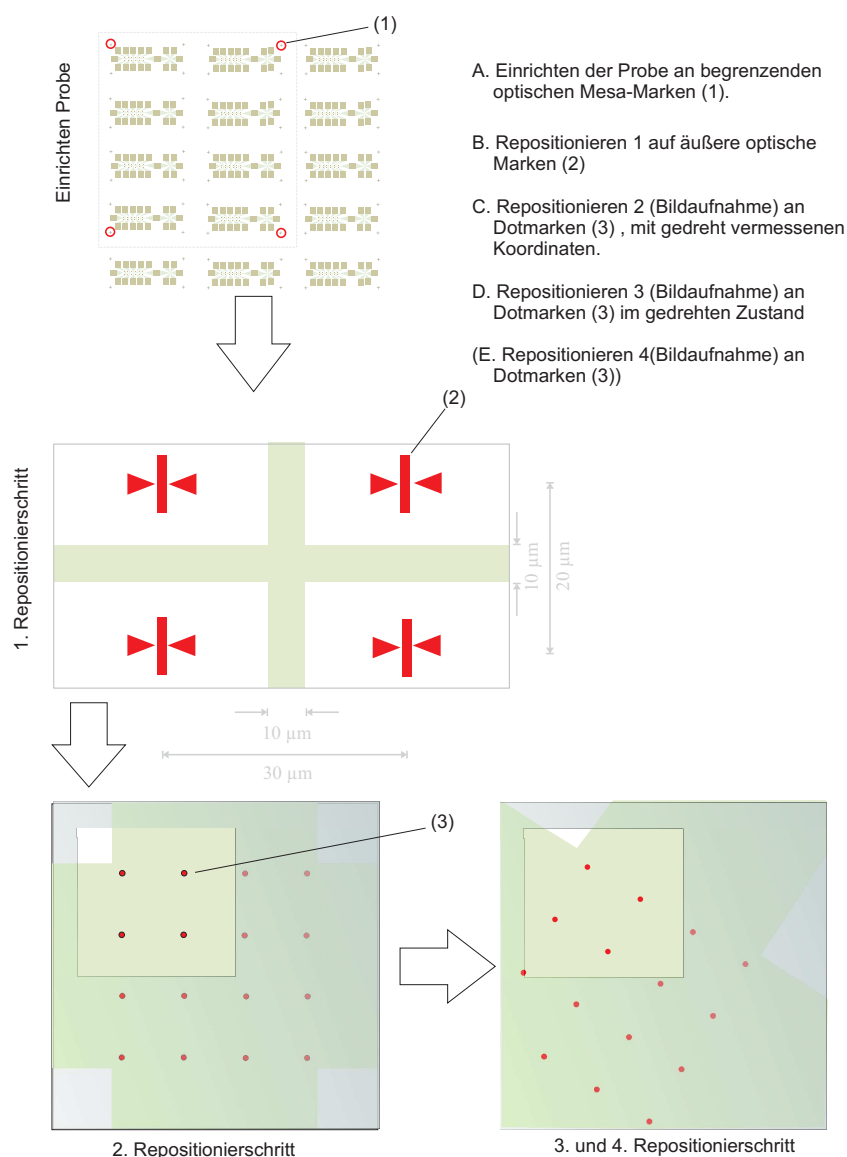 (1)
Einrichten Probe
A. Einrichten der Probe an begrenzenden
optischen Mesa-Marken (1).
B. Repositionieren 1 auf äußere optische
Marken (2)
C. Repositionieren 2 (Bildaufnahme) an
Dotmarken (3) , mit gedreht vermessenen
Koordinaten.
D. Repositionieren 3 (Bildaufnahme) an
Dotmarken (3) im gedrehten Zustand
(E. Repositionieren 4(Bildaufnahme) an
Dotmarken (3))
(2)
1. Repositionierschritt
10 µm
20 µm
10 µm
30 µm
(3)
2. Repositionierschritt
3. und 4. Repositionierschritt